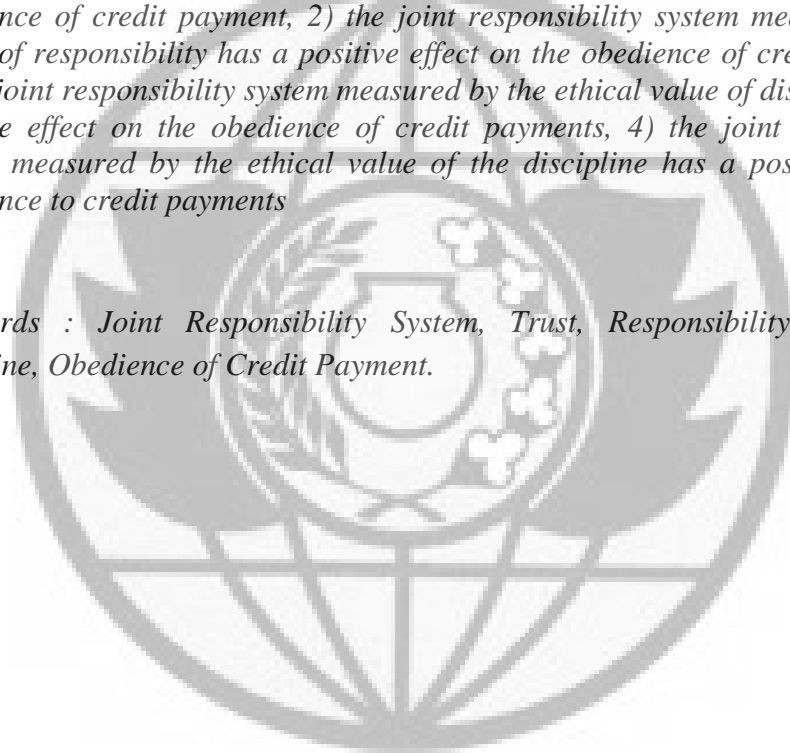 nce of credit payment, 2) the joint responsibility system mea
of responsibility has a positive effect on the obedience of cre
joint responsibility system measured by the ethical value of dis
e effect on the obedience of credit payments, 4) the joint
measured by the ethical value of the discipline has a pos
nce to credit payments
rds : Joint Responsibility System, Trust, Responsibility
ine, Obedience of Credit Payment.